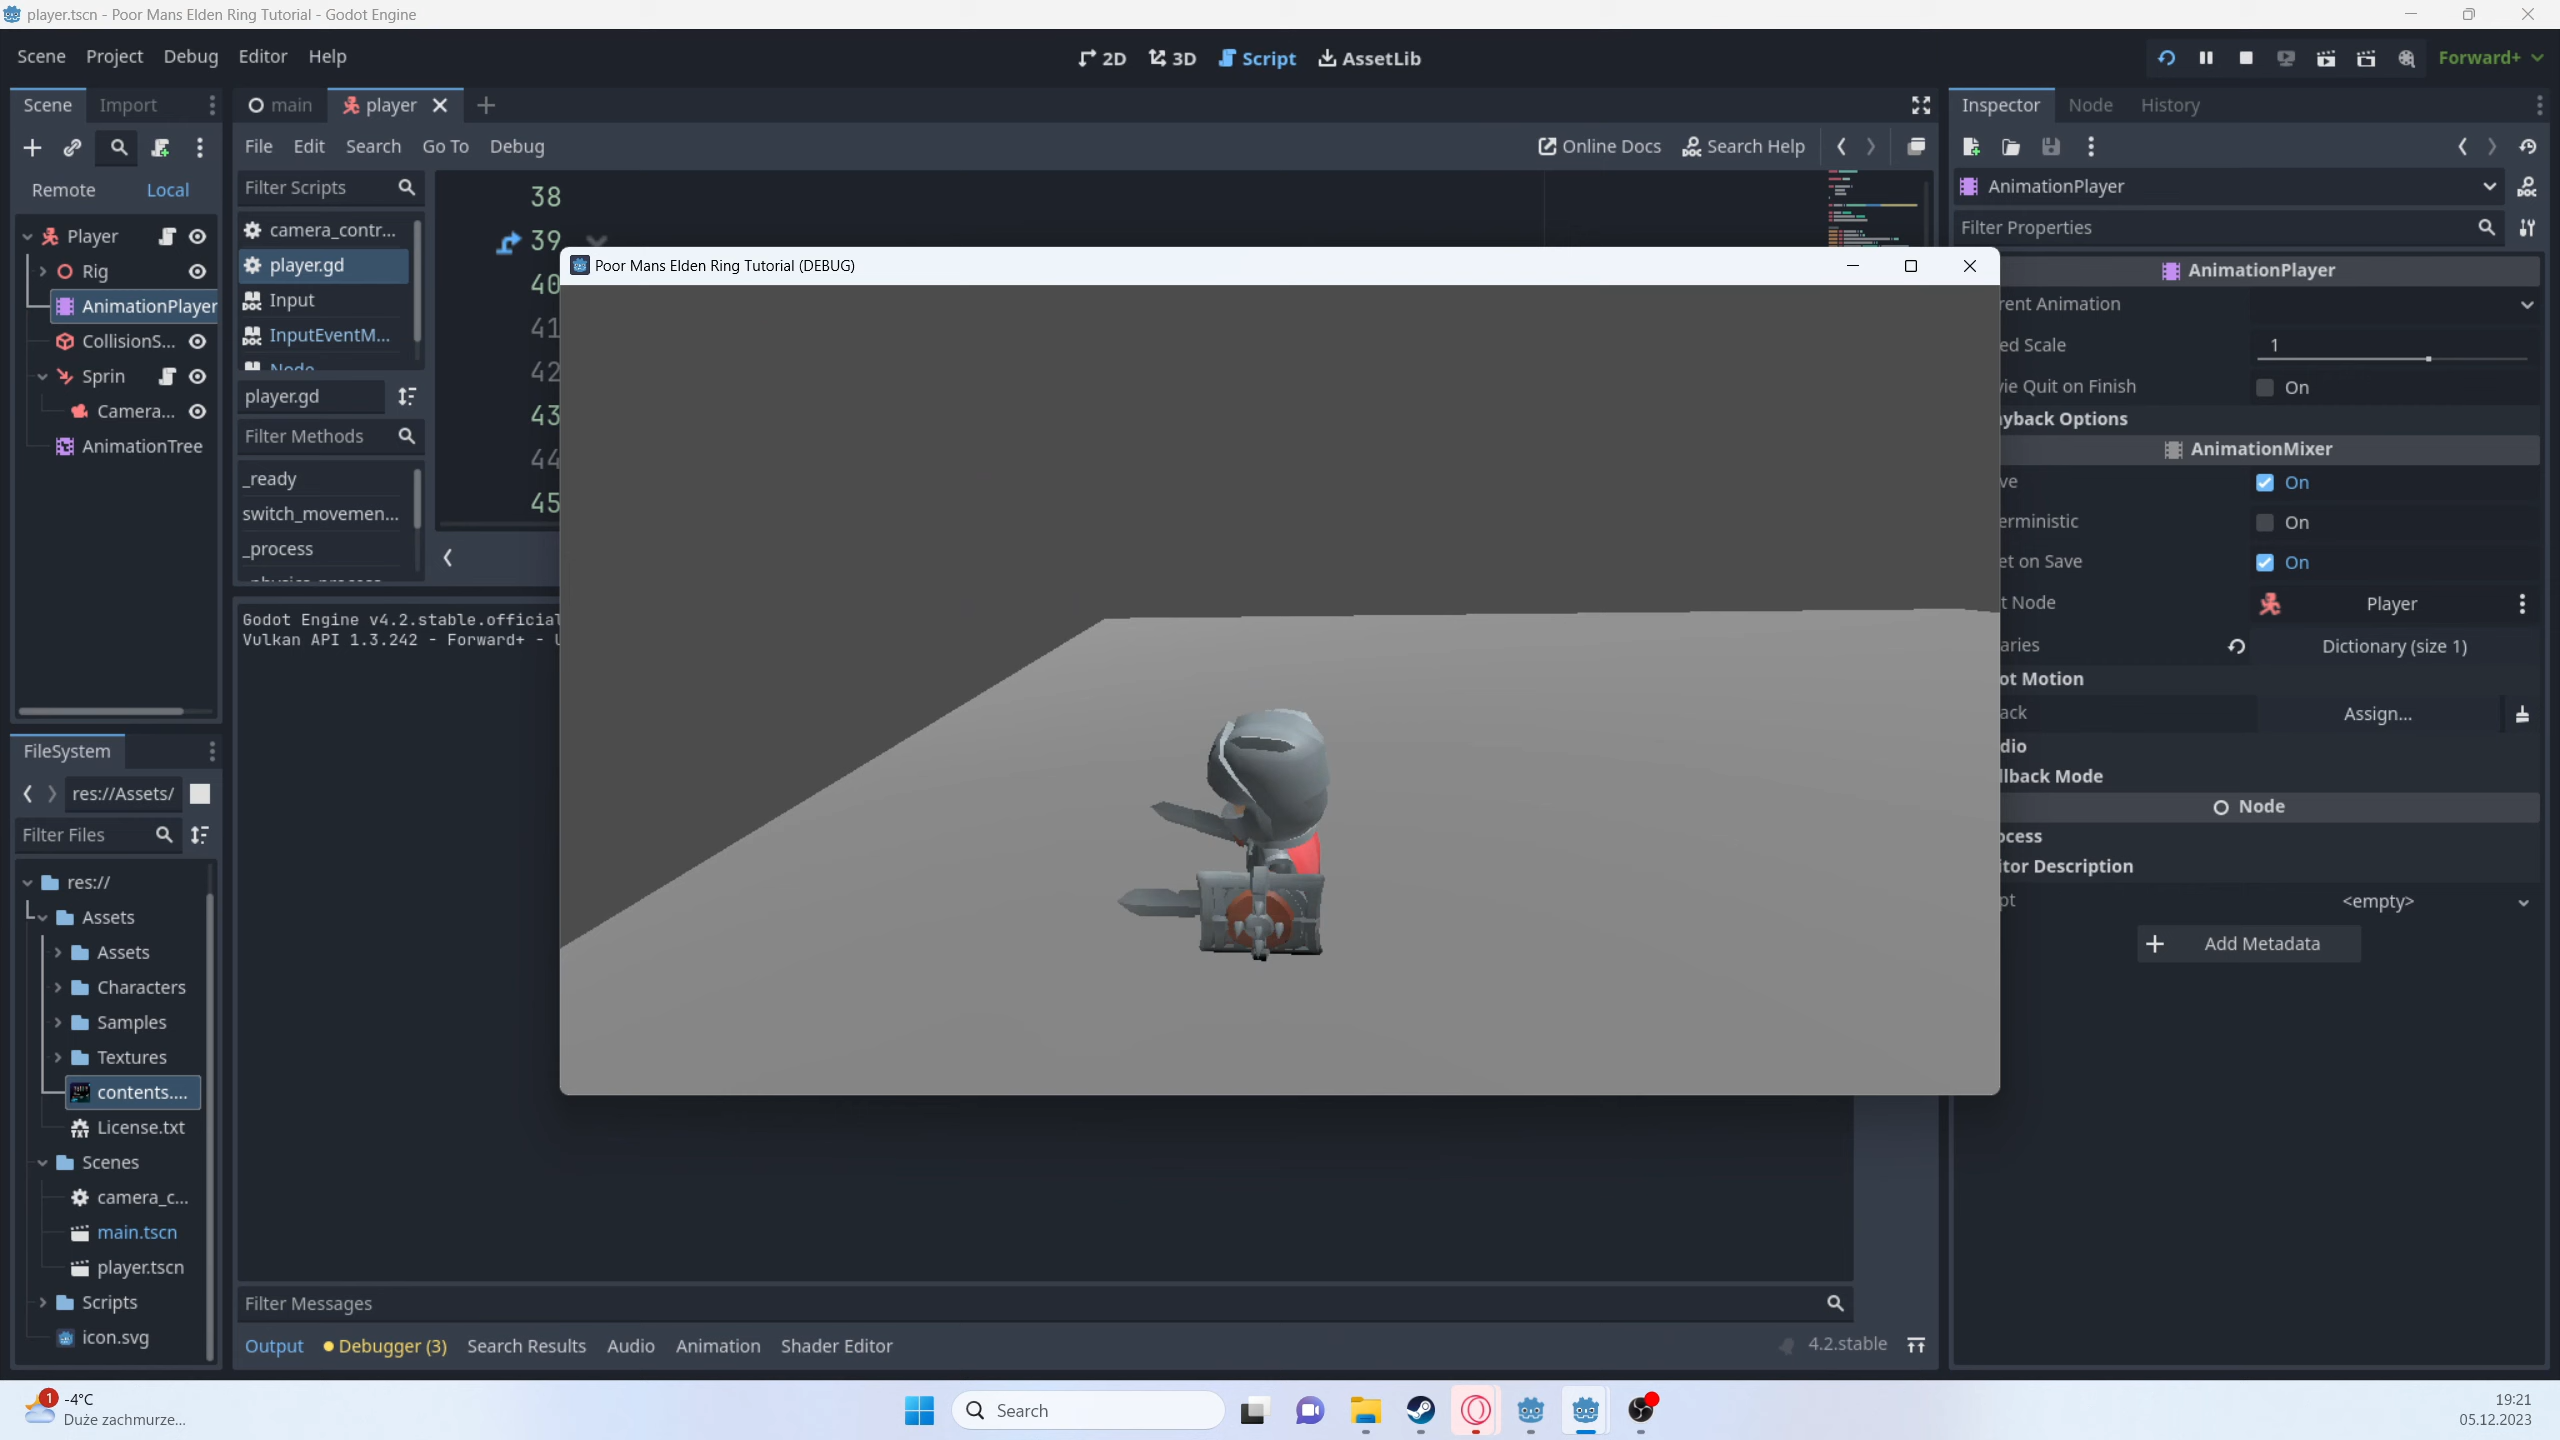 player.tscn - Poor Mans Elden Ring Tutorial - Godot Engine
Scene Project Debug Editor Help
2D 3D Script AssetLib
Forward+
Scene Import
main player
Inspector Node History
File Edit Search Go To Debug
Online Docs Search Help
Remote Local
Filter Scripts
38
AnimationPlayer
Player
camera_contr...
39
Filter Properties
Rig
player.gd
Poor Mans Elden Ring Tutorial (DEBUG)
AnimationPlayer
AnimationPlayer
Input
40
rent Animation
CollisionS...
InputEventM...
41
ed Scale 1
Sprin
42
vie Quit on Finish On
Camera...
player.gd
43
yback Options
AnimationTree
Filter Methods
44
AnimationMixer
_ready
ve On
switch_movemen...
45
erministic On
_process
et on Save On
t Node Player
Godot Engine v4.2.stable.official
Vulkan API 1.3.242 - Forward+ -
aries Dictionary (size 1)
ot Motion
ack Assign...
dio
llback Mode
Node
ocess
itor Description
pt <empty>
Add Metadata
FileSystem
res://Assets/
Filter Files
res://
Assets
Assets
Characters
Samples
Textures
contents....
License.txt
Scenes
camera_c...
main.tscn
player.tscn
Scripts
icon.svg
Filter Messages
Output Debugger (3) Search Results Audio Animation Shader Editor
4.2.stable
1
-4°C
Duże zachmurze...
Search
19:21
05.12.2023